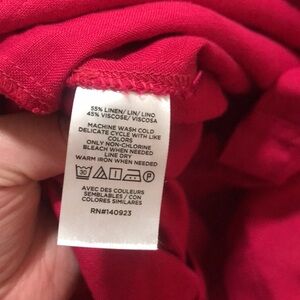 55% LINEN/ LIN/ LINO
45% VISCOSE/ VISCOSA
MACHINE WASH COLD
DELICATE CYCLE WITH LIKE
COLORS
ONLY NON-CHLORINE
BLEACH WHEN NEEDED
LINE DRY
WARM IRON WHEN NEEDED
30 P
AVEC DES COULEURS
SEMBLABLES / CON
COLORES SIMILARES
RN#140923